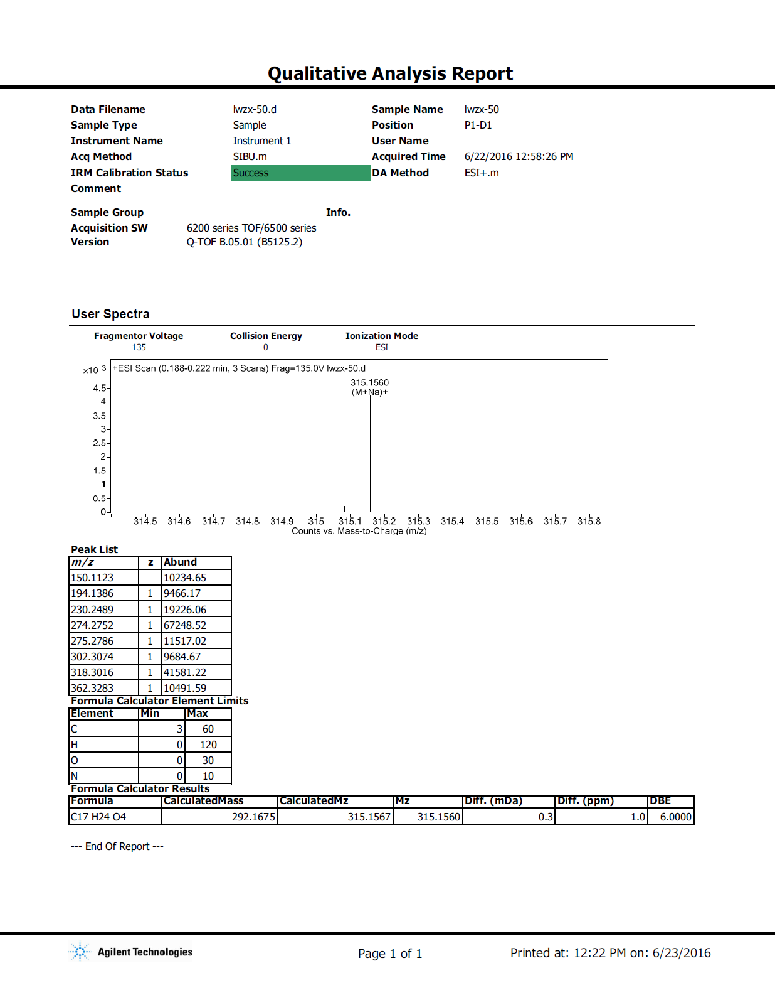 Qualitative Analysis Report
Data Filename lwzx-50.d Sample Name lwzx-50
Sample Type Sample Position P1-D1
Instrument Name Instrument 1 User Name
Acq Method SIBU.m Acquired Time 6/22/2016 12:58:26 PM
IRM Calibration Status Success DA Method ESI+.m
Comment
Sample Group Info.
Acquisition SW 6200 series TOF/6500 series
Version Q-TOF B.05.01 (B5125.2)
User Spectra
Fragmentor Voltage Collision Energy Ionization Mode
135 0 ESI
x10 3 +ESI Scan (0.188-0.222 min, 3 Scans) Frag=135.0V lwzx-50.d
315.1560
(M+Na)+
4.5
4
3.5
3
2.5
2
1.5
1
0.5
0
314.5 314.6 314.7 314.8 314.9 315 315.1 315.2 315.3 315.4 315.5 315.6 315.7 315.8
Counts vs. Mass-to-Charge (m/z)
Peak List
m/z z Abund
150.1123 10234.65
194.1386 1 9466.17
230.2489 1 19226.06
274.2752 1 67248.52
275.2786 1 11517.02
302.3074 1 9684.67
318.3016 1 41581.22
362.3283 1 10491.59
Formula Calculator Element Limits
Element Min Max
C 3 60
H 0 120
O 0 30
N 0 10
Formula Calculator Results
Formula CalculatedMass CalculatedMz Mz Diff. (mDa) Diff. (ppm) DBE
C17 H24 O4 292.1675 315.1567 315.1560 0.3 1.0 6.0000
--- End Of Report ---
Agilent Technologies Page 1 of 1 Printed at: 12:22 PM on: 6/23/2016